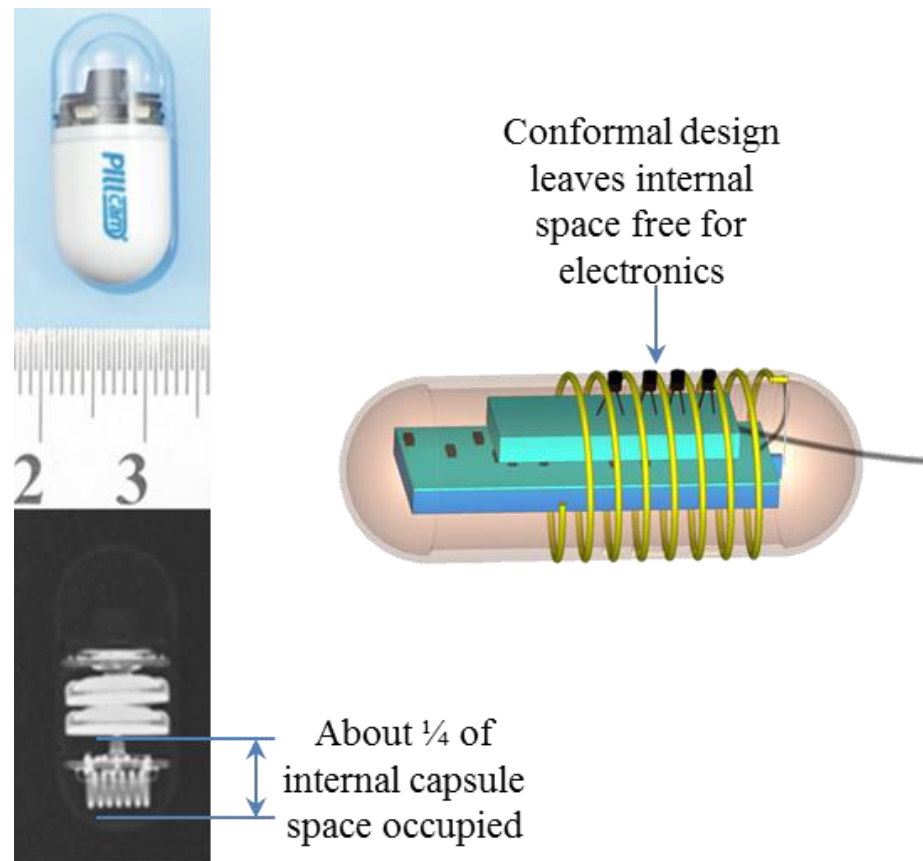 PillCam
2 3
Conformal design
leaves internal
space free for
electronics
About ¼ of
internal capsule
space occupied